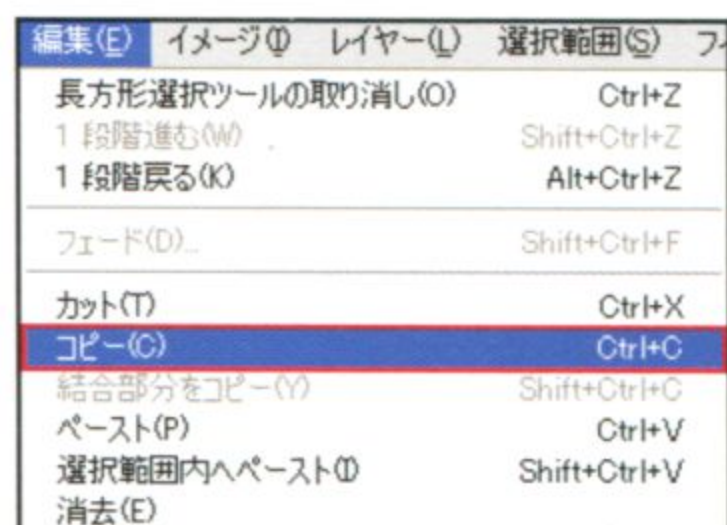 編集(E) イメージ(I) レイヤー(L) 選択範囲(S) フィ
長方形選択ツールの取り消し(O) Ctrl+Z
1 段階進む(W) Shift+Ctrl+Z
1 段階戻る(K) Alt+Ctrl+Z
フェード(D)... Shift+Ctrl+F
カット(T) Ctrl+X
コピー(C) Ctrl+C
結合部分をコピー(Y) Shift+Ctrl+C
ペースト(P) Ctrl+V
選択範囲内へペースト(I) Shift+Ctrl+V
消去(E)